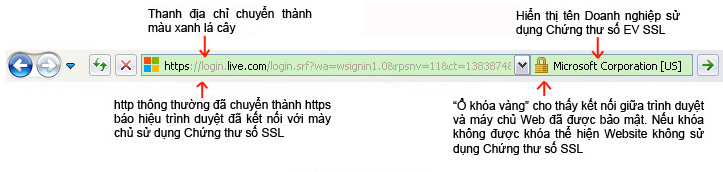 Thanh địa chỉ chuyển thành
màu xanh lá cây
Hiển thị tên Doanh nghiệp sử
dụng Chứng thư số EV SSL
https://login.live.com/login.srf?wa=wsignin1.0&rpsnv=11&ct=13838748
Microsoft Corporation [US]
http thông thường đã chuyển thành https
báo hiệu trình duyệt đã kết nối với máy
chủ sử dụng Chứng thư số SSL
“Ổ khóa vàng” cho thấy kết nối giữa trình duyệt
và máy chủ Web đã được bảo mật. Nếu khóa
không được khóa thể hiện Website không sử
dụng Chứng thư số SSL